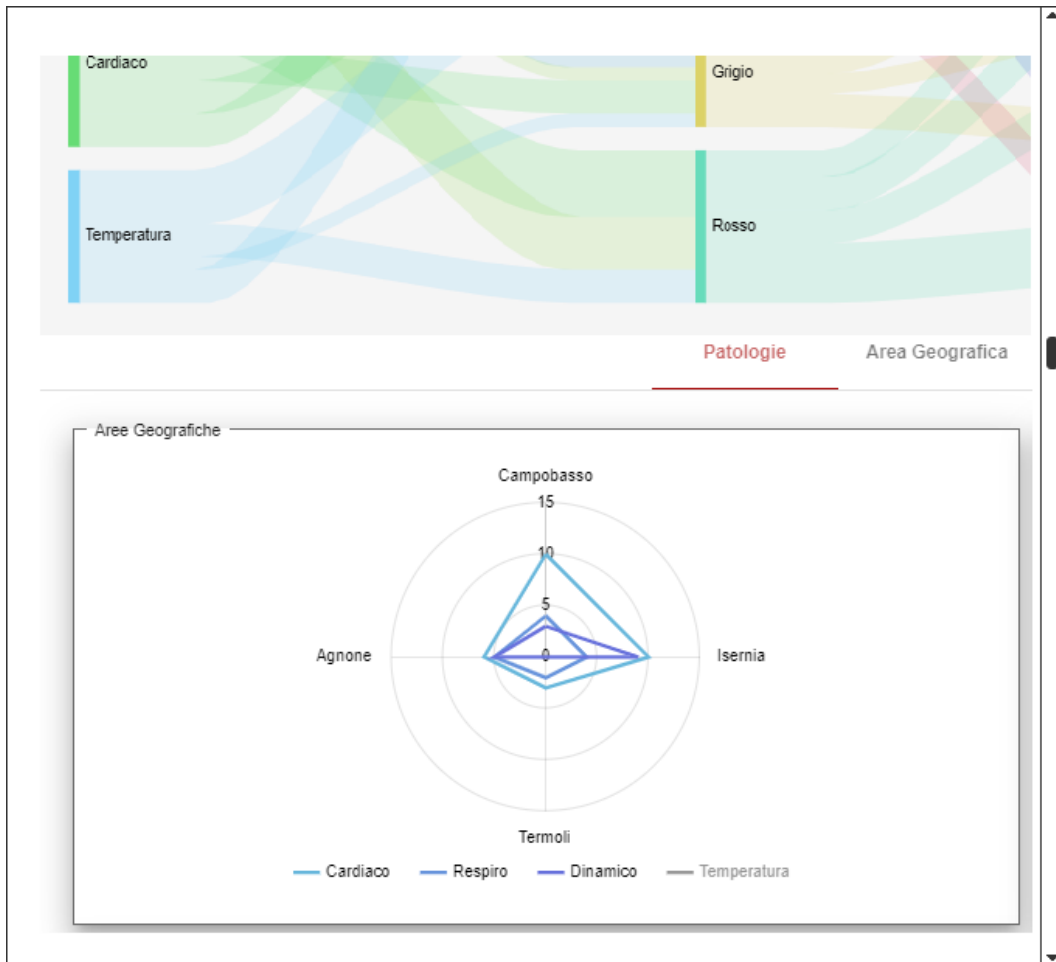 Cardiaco
Grigio
Temperatura
Rosso
Patologie
Area Geografica
Aree Geografiche
Campobasso
15
10
5
0
Agnone
Isernia
Termoli
Cardiaco
Respiro
Dinamico
Temperatura